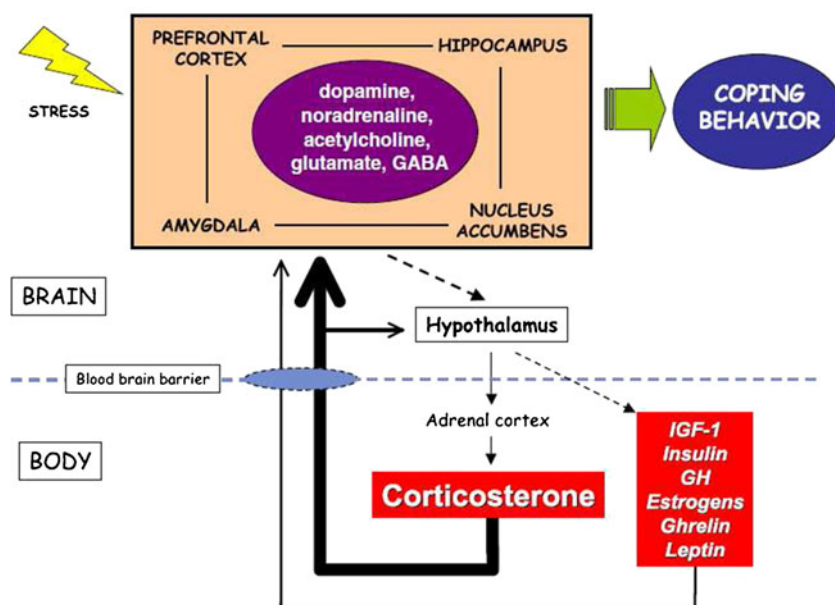 PREFRONTAL
CORTEX
HIPPOCAMPUS
STRESS
dopamine,
noradrenaline,
acetylcholine,
glutamate, GABA
COPING
BEHAVIOR
AMYGDALA
NUCLEUS
ACCUMBENS
BRAIN
Hypothalamus
Blood brain barrier
Adrenal cortex
BODY
Corticosterone
IGF-1
Insulin
GH
Estrogens
Ghrelin
Leptin